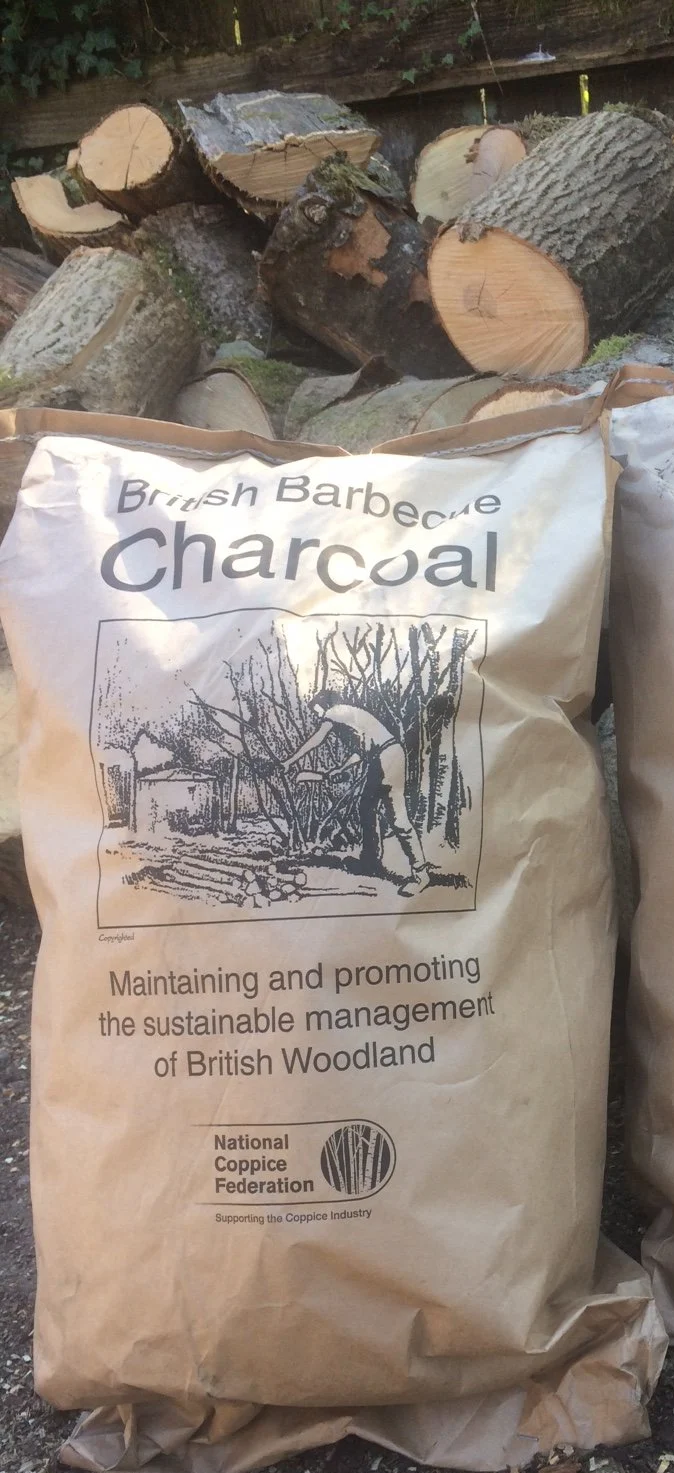 British Barbecue
Charcoal
Copyrighted
Maintaining and promoting
the sustainable management
of British Woodland
National
Coppice
Federation
Supporting the Coppice Industry